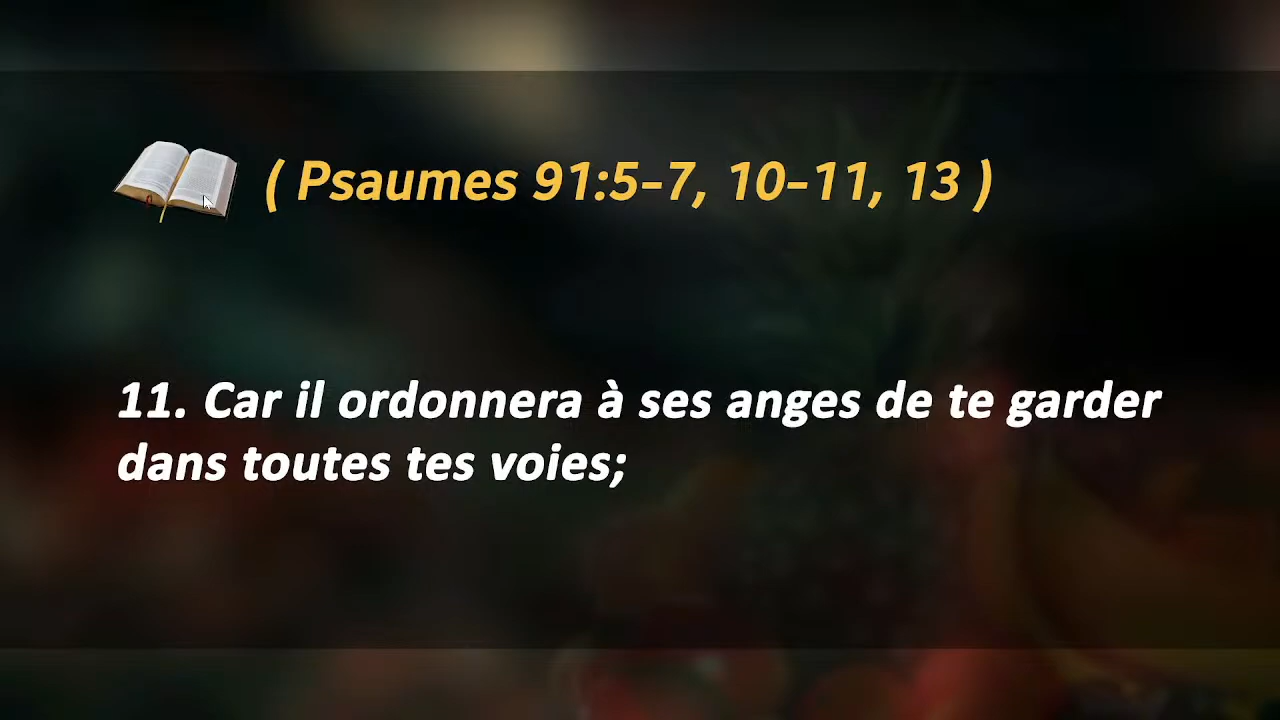 ( Psaumes 91:5-7, 10-11, 13 )
11. Car il ordonnera à ses anges de te garder
dans toutes tes voies;